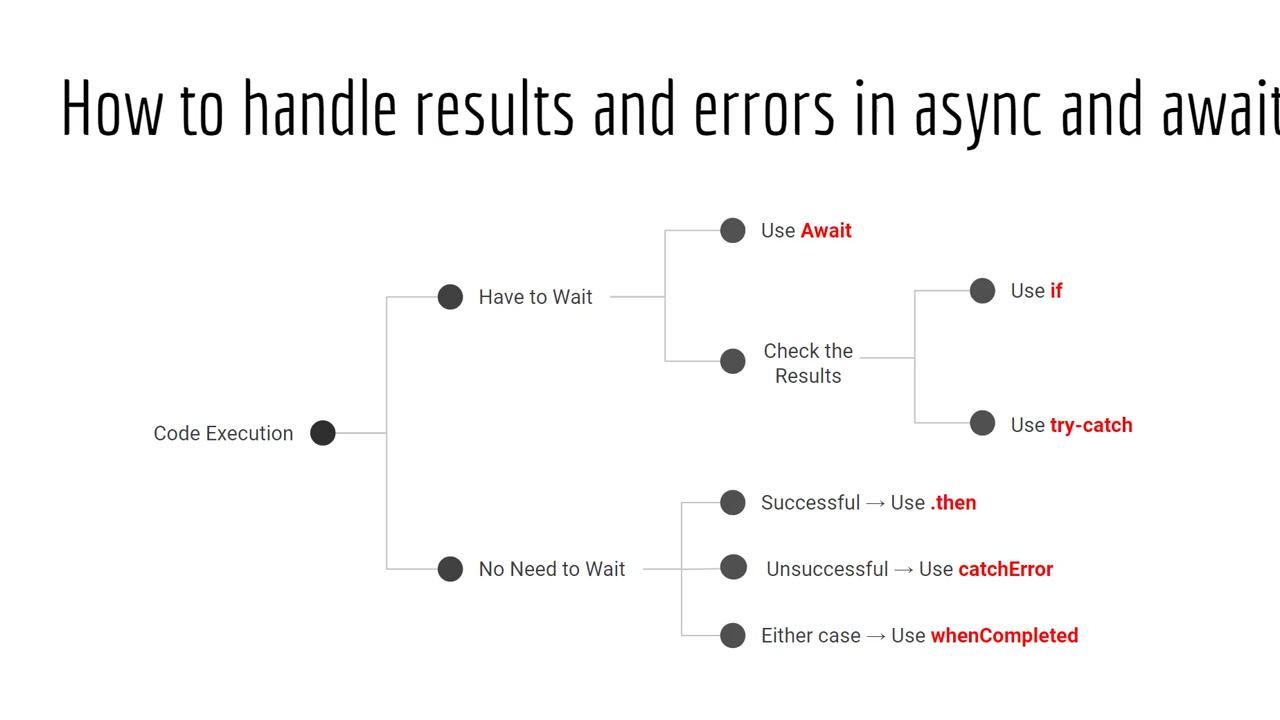 How to handle results and errors in async and await
Use Await
Use if
Have to Wait
Check the
Results
Use try-catch
Code Execution
Successful → Use .then
No Need to Wait
Unsuccessful → Use catchError
Either case → Use whenCompleted